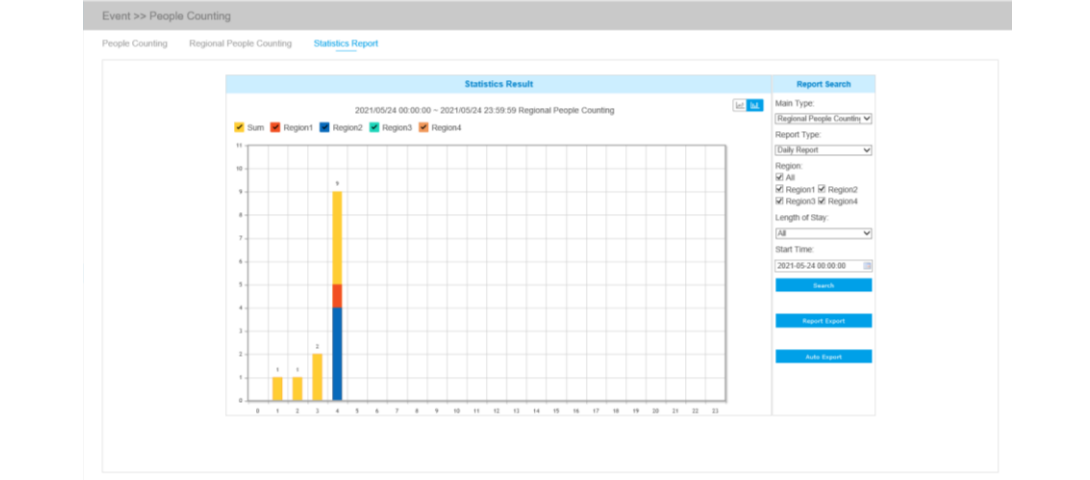 Event >> People Counting
People Counting Regional People Counting Statistics Report
Statistics Result
2021/05/24 00:00:00 ~ 2021/05/24 23:59:59 Regional People Counting
Sum Region1 Region2 Region3 Region4
11
10
9
8
7
6
5
4
3
2
1
0
1 1 2 9
0 1 2 3 4 5 6 7 8 9 10 11 12 13 14 15 16 17 18 19 20 21 22 23
Report Search
Main Type:
Regional People Counting
Report Type:
Daily Report
Region:
All
Region1 Region2
Region3 Region4
Length of Stay:
All
Start Time:
2021-05-24 00:00:00
Search
Report Export
Auto Export